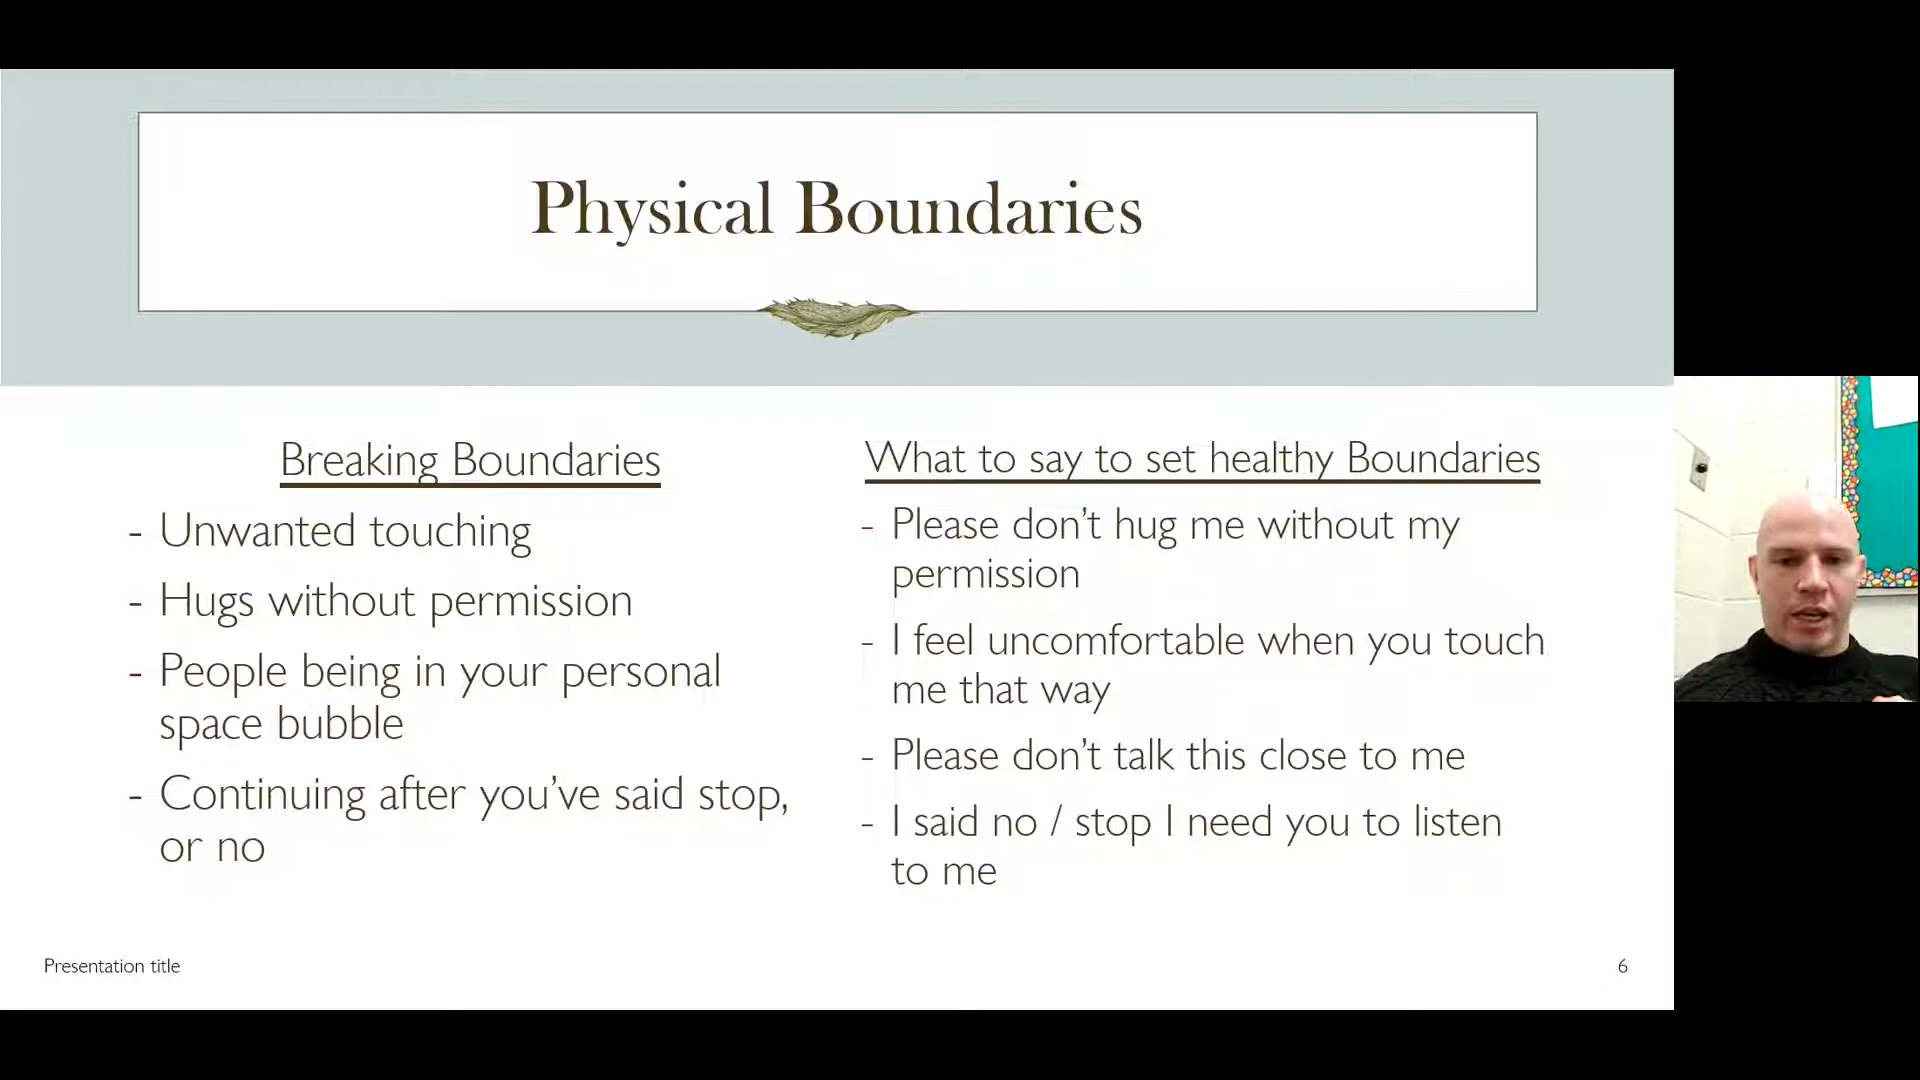 Physical Boundaries
Breaking Boundaries
- Unwanted touching
- Hugs without permission
- People being in your personal
space bubble
- Continuing after you’ve said stop,
or no
What to say to set healthy Boundaries
- Please don’t hug me without my
permission
- I feel uncomfortable when you touch
me that way
- Please don’t talk this close to me
- I said no / stop I need you to listen
to me
Presentation title
6